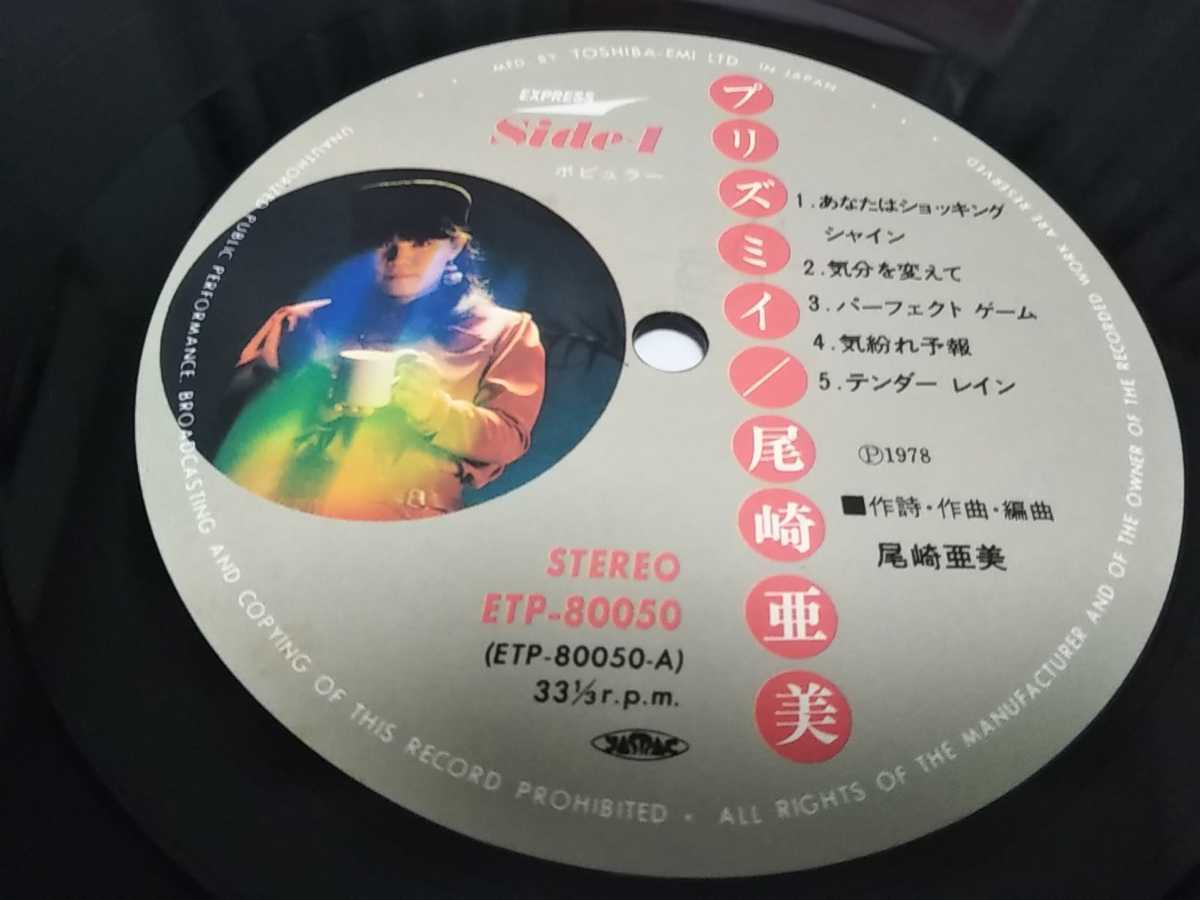 MFD. BY TOSHIBA-EMI LTD. IN JAPAN
EXPRESS
Side-1
ポピュラー
プリズミイ/尾崎亜美
1.あなたはショッキング
シャイン
2.気分を変えて
3.パーフェクト ゲーム
4.気紛れ予報
5.テンダー レイン
Ⓟ1978
■作詩・作曲・編曲
尾崎亜美
STEREO
ETP-80050
(ETP-80050-A)
33⅓r.p.m.
JASRAC
UNAUTHORIZED PUBLIC PERFORMANCE, BROADCASTING AND COPYING OF THIS RECORD PROHIBITED • ALL RIGHTS OF THE MANUFACTURER AND OF THE OWNER OF THE RECORDED WORK ARE RESERVED